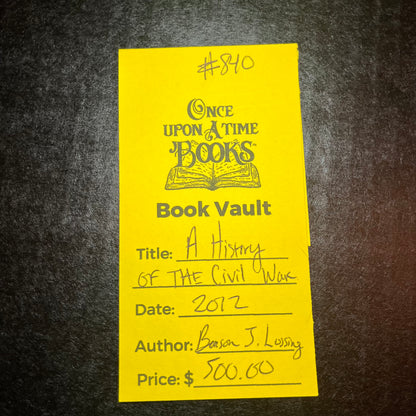 #840
ONCE
UPON A TIME
BOOKS
Book Vault
Title: A History
OF THE Civil War
Date: 2012
Author: Benson J. Lossing
Price: $ 500.00